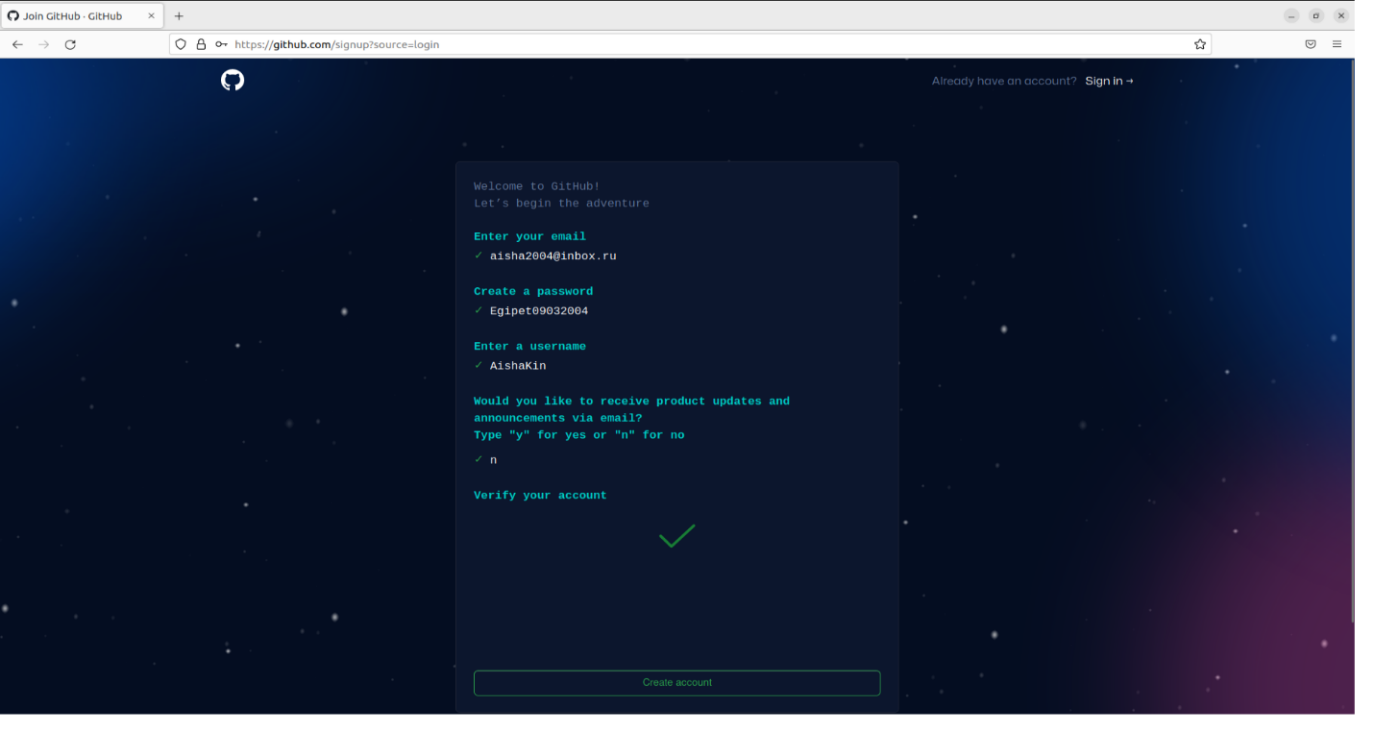 Join GitHub · GitHub
https://github.com/signup?source=login
Already have an account? Sign in →
Welcome to GitHub!
Let's begin the adventure
Enter your email
✓ aisha2004@inbox.ru
Create a password
✓ Egipet09032004
Enter a username
✓ AishaKin
Would you like to receive product updates and
announcements via email?
Type "y" for yes or "n" for no
✓ n
Verify your account
Create account